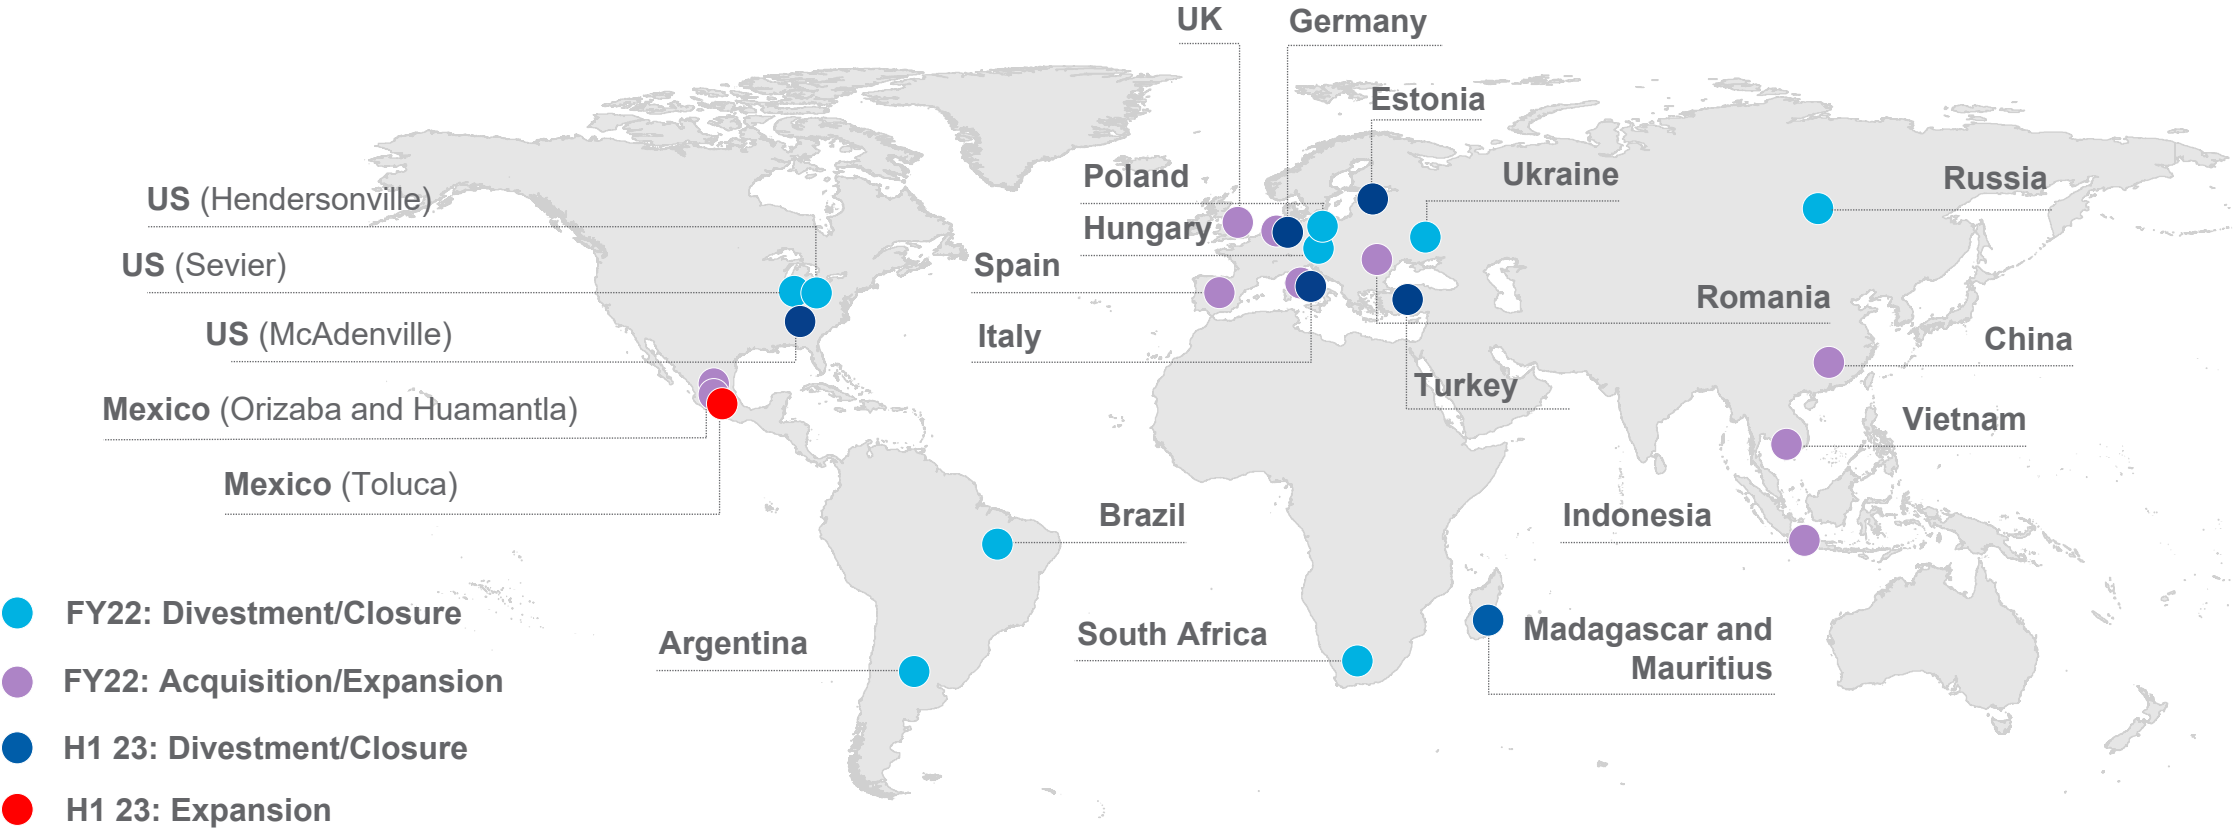 UK
Germany
Estonia
Poland
Ukraine
Russia
US (Hendersonville)
Hungary
US (Sevier)
Spain
Romania
US (McAdenville)
Italy
China
Turkey
Mexico (Orizaba and Huamantla)
Vietnam
Mexico (Toluca)
Brazil
Indonesia
FY22: Divestment/Closure
Argentina
South Africa
Madagascar and
Mauritius
FY22: Acquisition/Expansion
H1 23: Divestment/Closure
H1 23: Expansion